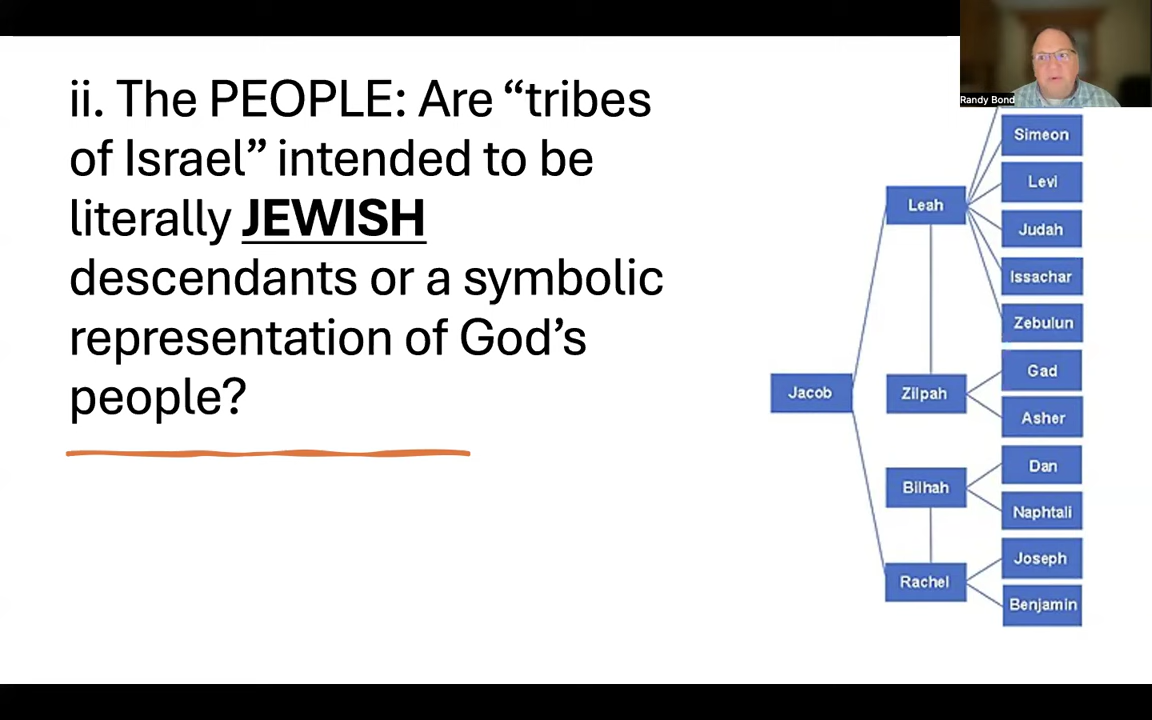 ii. The PEOPLE: Are “tribes
of Israel” intended to be
literally JEWISH
descendants or a symbolic
representation of God’s
people?
Randy Bond
Simeon
Levi
Leah
Judah
Issachar
Zebulun
Gad
Jacob
Zilpah
Asher
Dan
Bilhah
Naphtali
Joseph
Rachel
Benjamin